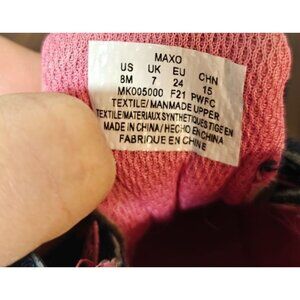 MAXO
US UK EU CHN
8M 7 24 15
MK005000 F21 PWFC
TEXTILE/MANMADE UPPER
TEXTILE/MATERIAUX SYNTHETIQUES TIGE EN
MADE IN CHINA/HECHO EN CHINA
FABRIQUE EN CHINE